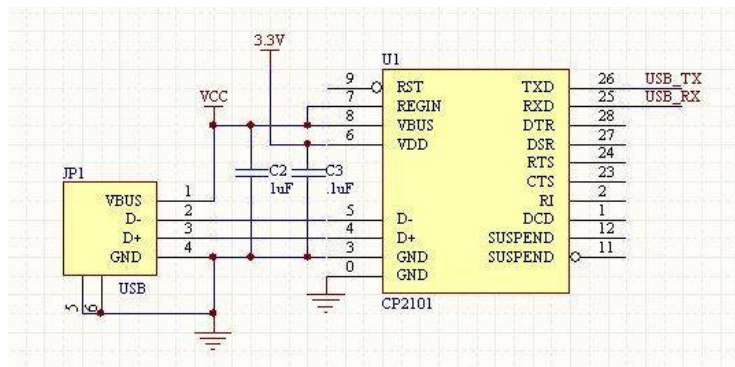 3.3V
U1
9 RST TXD 26 USB_TX
7 REGIN RXD 25 USB_RX
VCC
8 VBUS DTR 28
6 VDD DSR 27
RTS 24
C2 C3
CTS 23
1uF .1uF
JP1
RI 2
VBUS 1
D- 2
5 D- DCD 1
D+ 3
4 D+ SUSPEND 12
GND 4
3 GND SUSPEND 11
0 GND
USB
5 6
CP2101